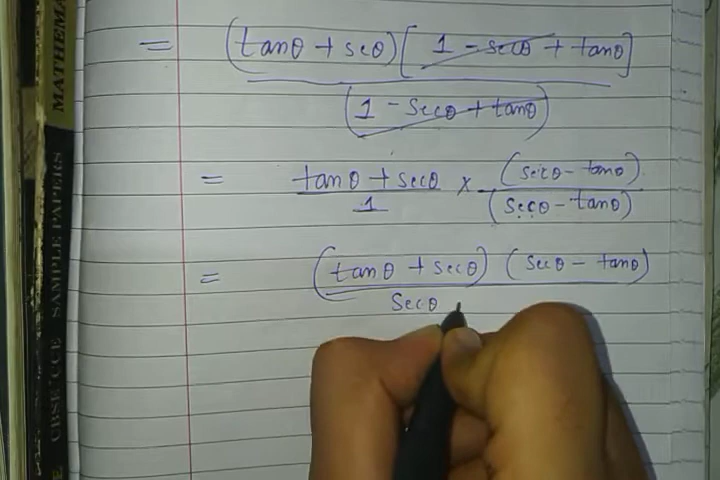 = (tanθ + secθ)[1 - secθ + tanθ]
(1 - secθ + tanθ)
= tanθ + secθ × (secθ - tanθ)
1 (secθ - tanθ)
= (tanθ + secθ) (secθ - tanθ)
secθ
CBSE CCE SAMPLE PAPERS